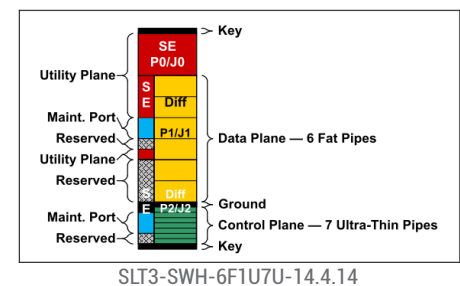 Key
SE
P0/J0
Utility Plane
S
E
Diff
Maint. Port
P1/J1
Reserved
Data Plane — 6 Fat Pipes
Utility Plane
Reserved
S
Diff
Ground
E
P2/J2
Maint. Port
Control Plane — 7 Ultra-Thin Pipes
Reserved
Key
SLT3-SWH-6F1U7U-14.4.14